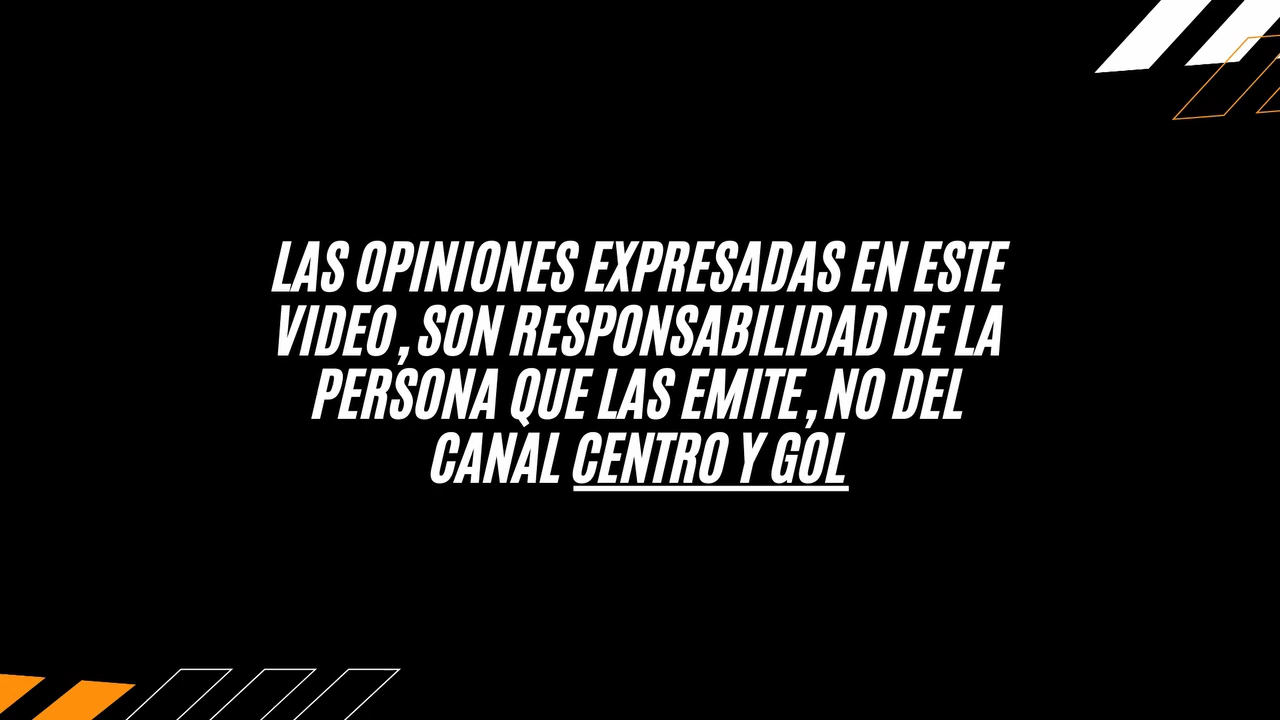 LAS OPINIONES EXPRESADAS EN ESTE
VIDEO , SON RESPONSABILIDAD DE LA
PERSONA QUE LAS EMITE , NO DEL
CANAL CENTRO Y GOL